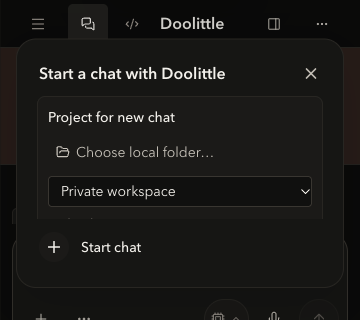 Doolittle
Start a chat with Doolittle
Project for new chat
Choose local folder...
Private workspace
Start chat